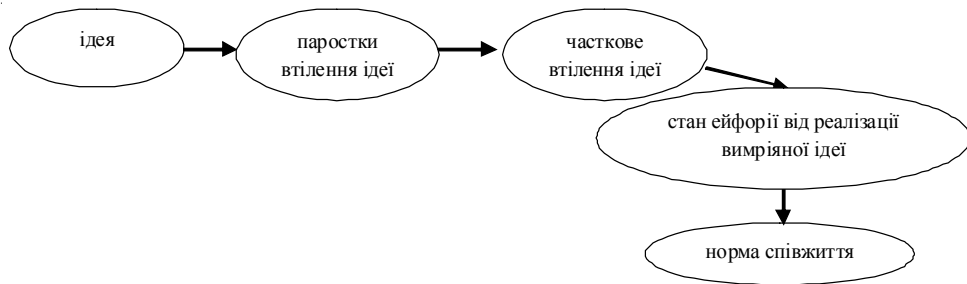 ідея
паростки
втілення ідеї
часткове
втілення ідеї
стан ейфорії від реалізації
вимріяної ідеї
норма співжиття